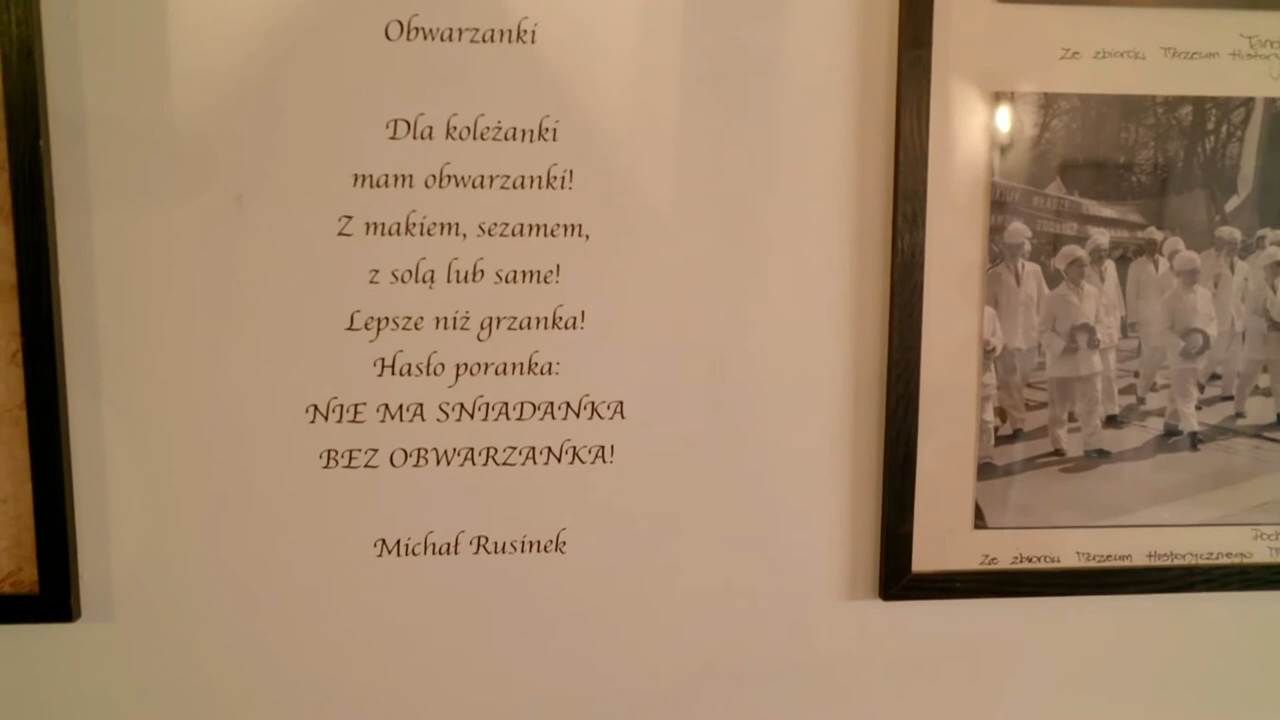 Obwarzanki
Dla koleżanki
mam obwarzanki!
Z makiem, sezamem,
z solą lub same!
Lepsze niż grzanka!
Hasło poranka:
NIE MA SNIADANKA
BEZ OBWARZANKA!
Michał Rusinek
Ze zbiorów Muzeum
WŁADZE
Ze zbiorów Muzeum Historycznego